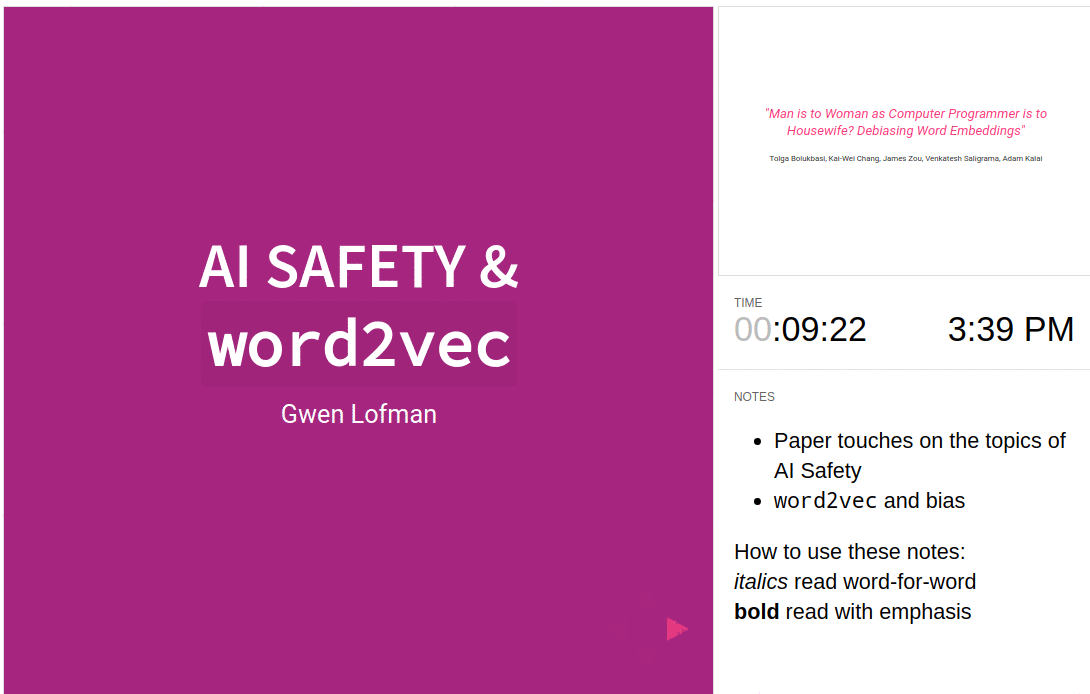 AI SAFETY &
word2vec
Gwen Lofman
"Man is to Woman as Computer Programmer is to
Housewife? Debiasing Word Embeddings"
Tolga Bolukbasi, Kai-Wei Chang, James Zou, Venkatesh Saligrama, Adam Kalai
TIME
00:09:22 3:39 PM
NOTES
Paper touches on the topics of
AI Safety
word2vec and bias
How to use these notes:
italics read word-for-word
bold read with emphasis